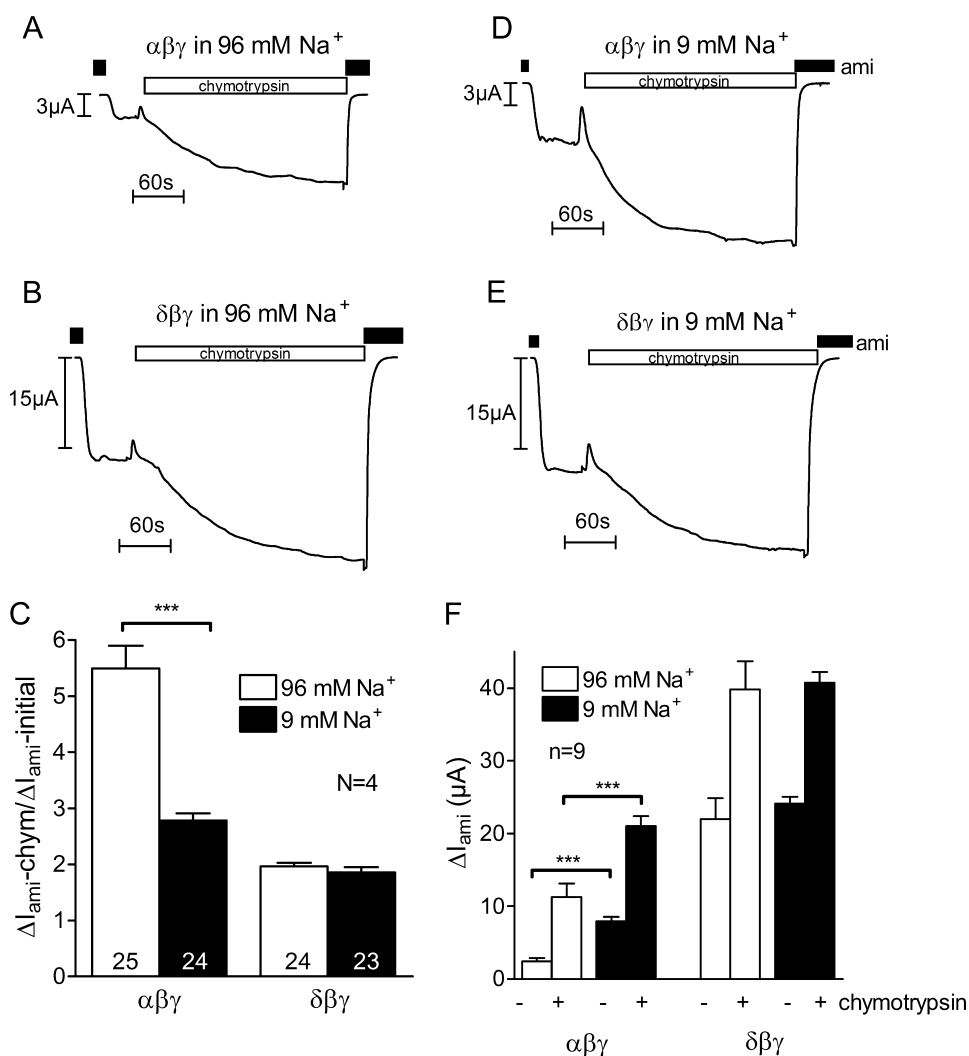 A
αβγ in 96 mM Na+
chymotrypsin
3μA
60s
D
αβγ in 9 mM Na+
ami
chymotrypsin
3μA
60s
B
δβγ in 96 mM Na+
chymotrypsin
15μA
60s
E
δβγ in 9 mM Na+
ami
chymotrypsin
15μA
60s
C
***
6
5
4
3
2
1
0
ΔIami-chym/ΔIami-initial
96 mM Na+
9 mM Na+
N=4
25 24 24 23
αβγ δβγ
F
40
30
20
10
0
ΔIami (μA)
96 mM Na+
9 mM Na+
n=9
***
***
- + - + - + - + chymotrypsin
αβγ δβγ